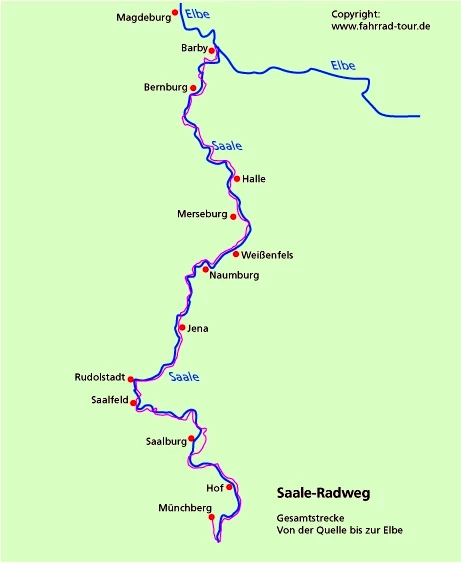 Magdeburg
Elbe
Copyright:
www.fahrrad-tour.de
Barby
Elbe
Bernburg
Saale
Halle
Merseburg
Weißenfels
Naumburg
Jena
Rudolstadt
Saale
Saalfeld
Saalburg
Hof
Saale-Radweg
Münchberg
Gesamtstrecke
Von der Quelle bis zur Elbe